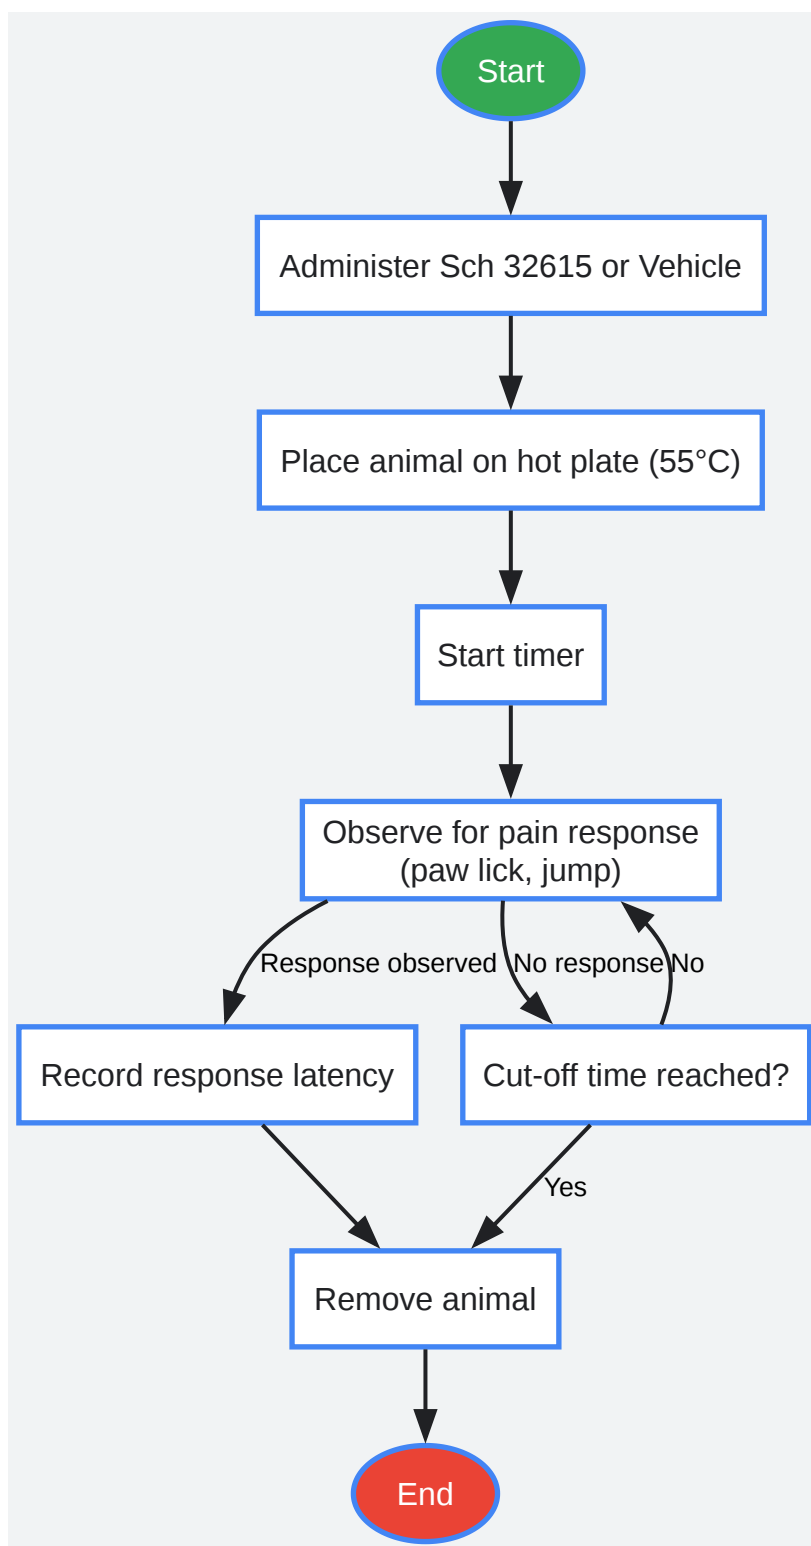 Start
Administer Sch 32615 or Vehicle
Place animal on hot plate (55°C)
Start timer
Observe for pain response
(paw lick, jump)
Response observed
No response
No
Record response latency
Cut-off time reached?
Yes
Remove animal
End